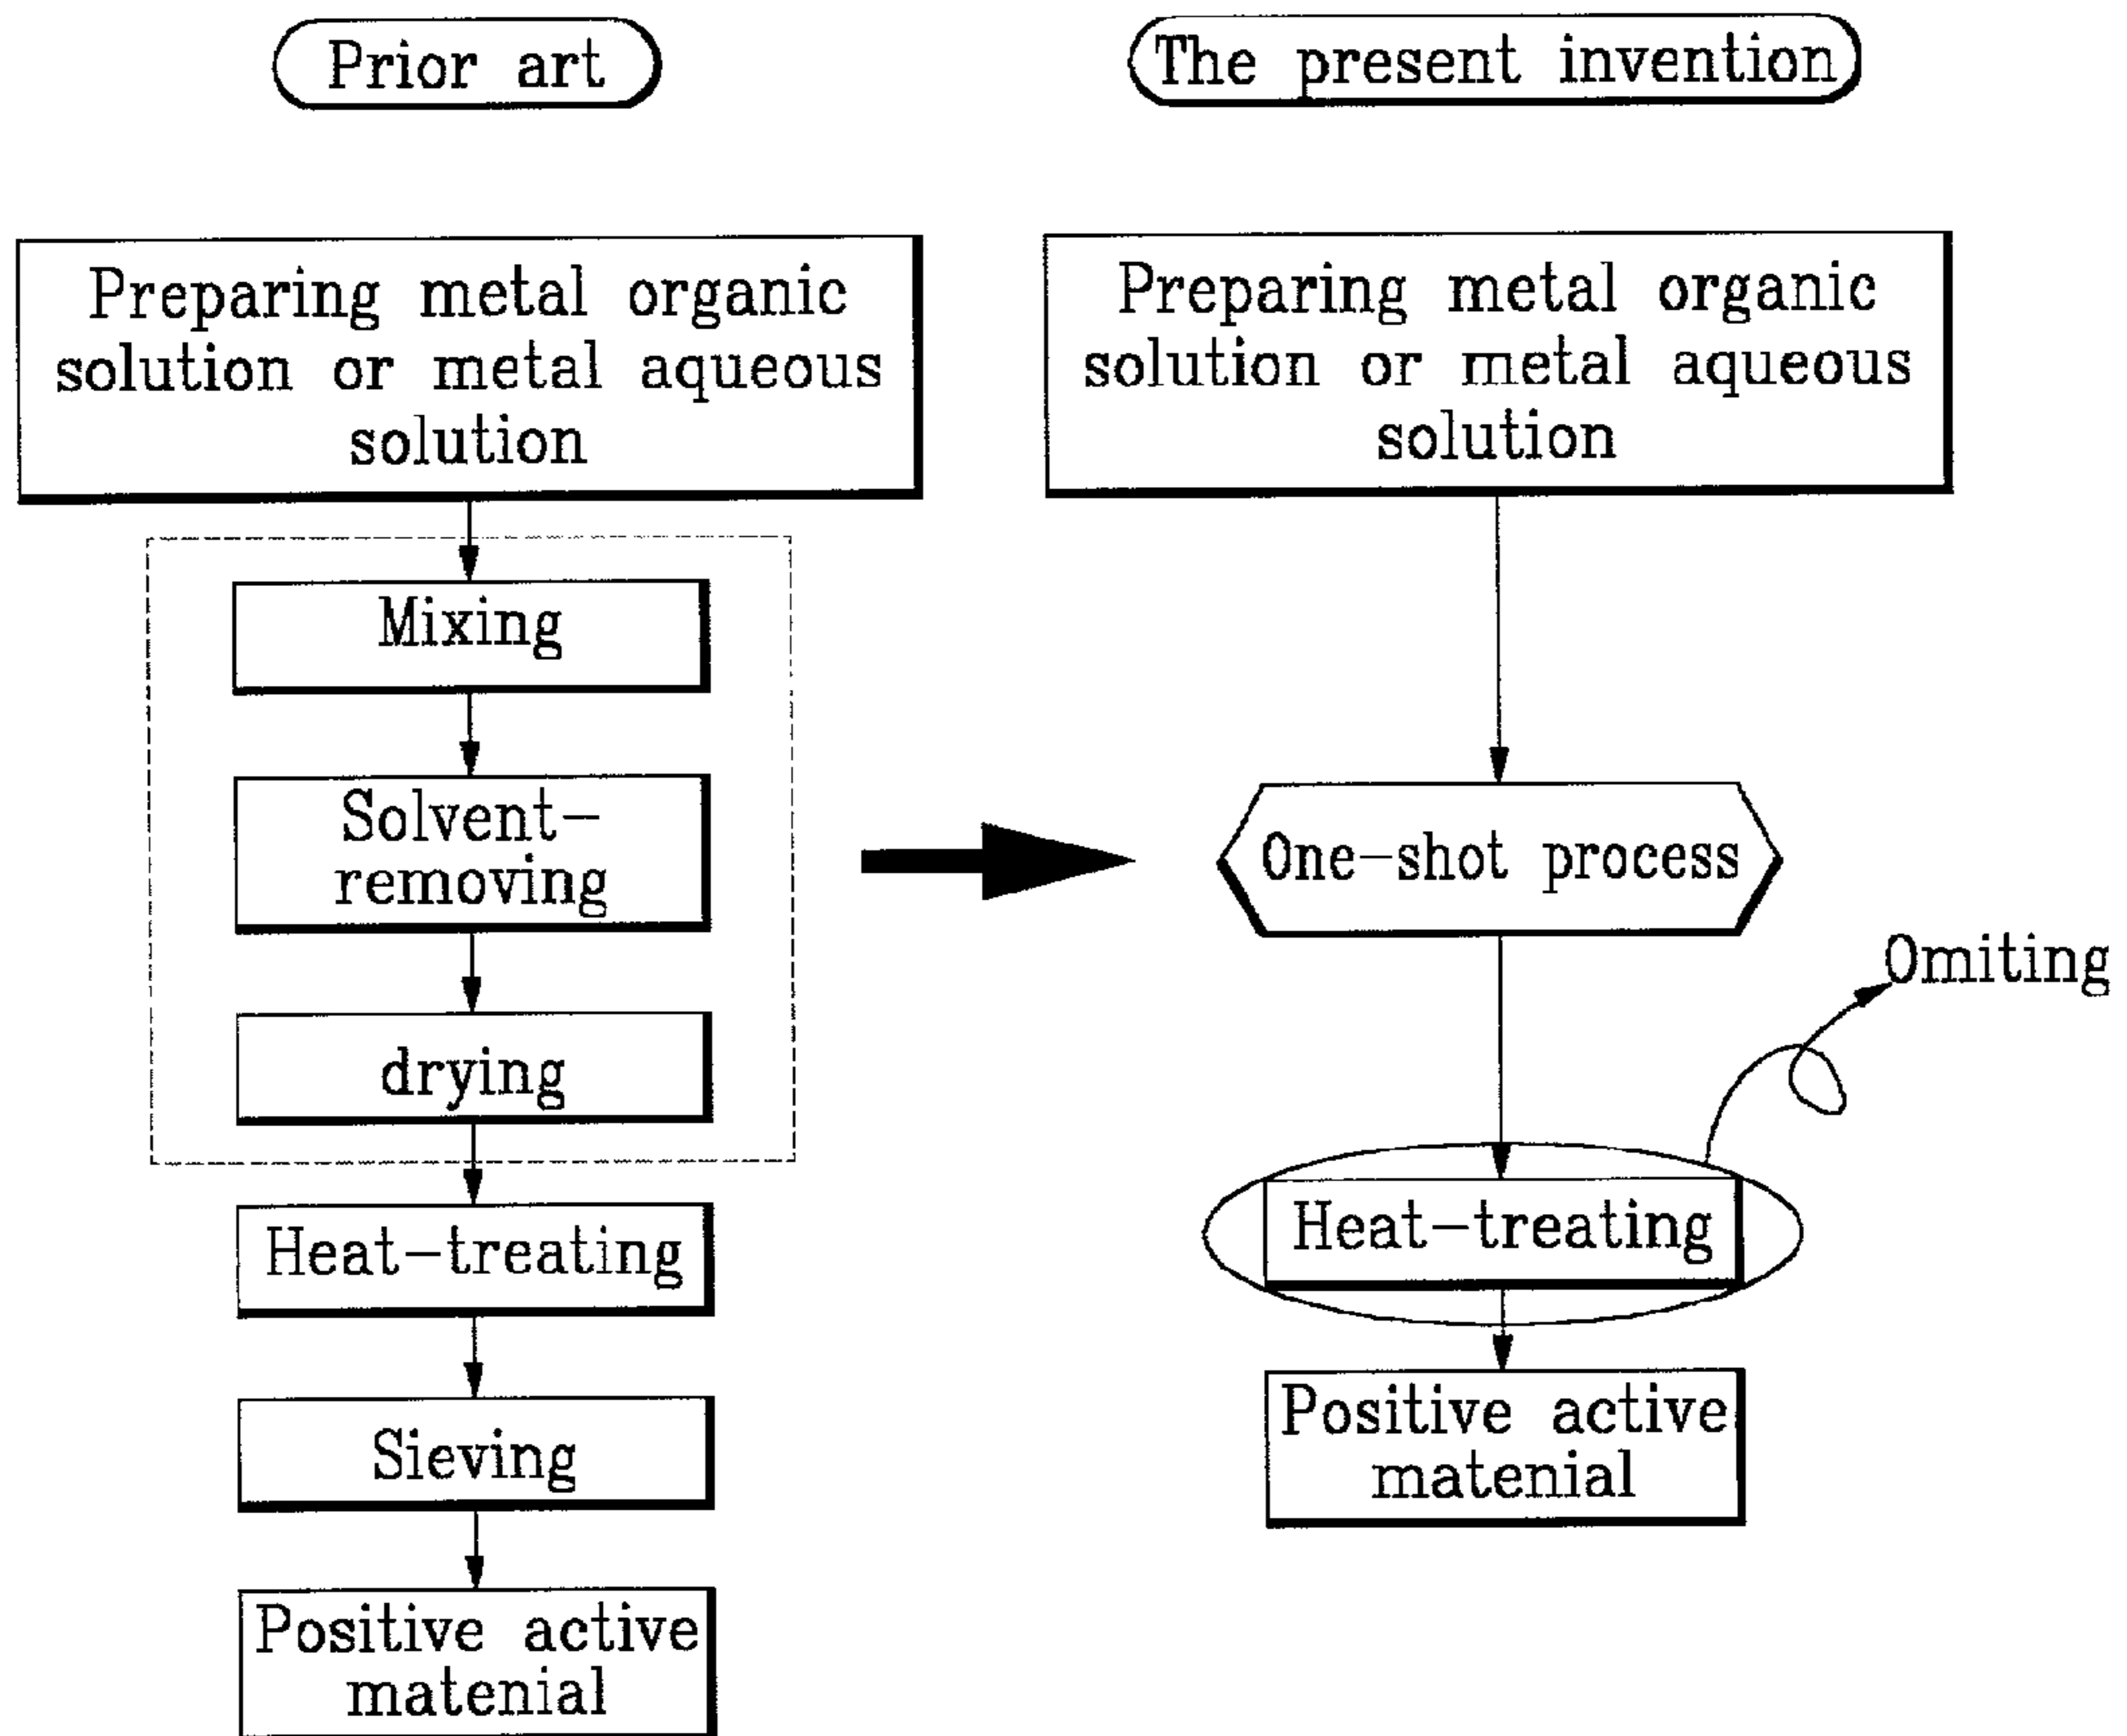 Prior art
Preparing metal organic
solution or metal aqueous
solution
Mixing
Solvent-
removing
drying
Heat-treating
Sieving
Positive active
matenial
The present invention
Preparing metal organic
solution or metal aqueous
solution
One-shot process
Omiting
Heat-treating
Positive active
matenial